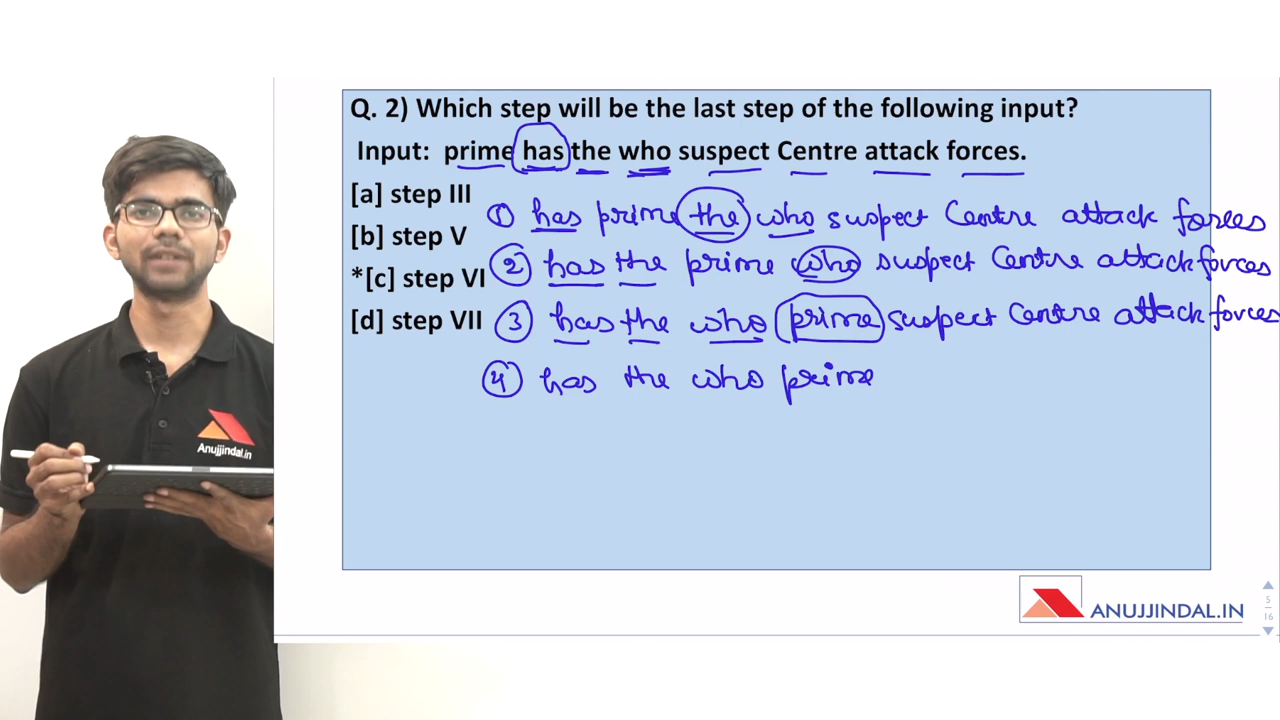 Q. 2) Which step will be the last step of the following input?
Input: prime has the who suspect Centre attack forces.
[a] step III
① has prime the who suspect Centre attack forces
[b] step V
② has the prime who suspect Centre attack forces
*[c] step VI
[d] step VII
③ has the who prime suspect Centre attack forces
④ has the who prime
Anujjindal.in
ANUJJINDAL.IN
5
16